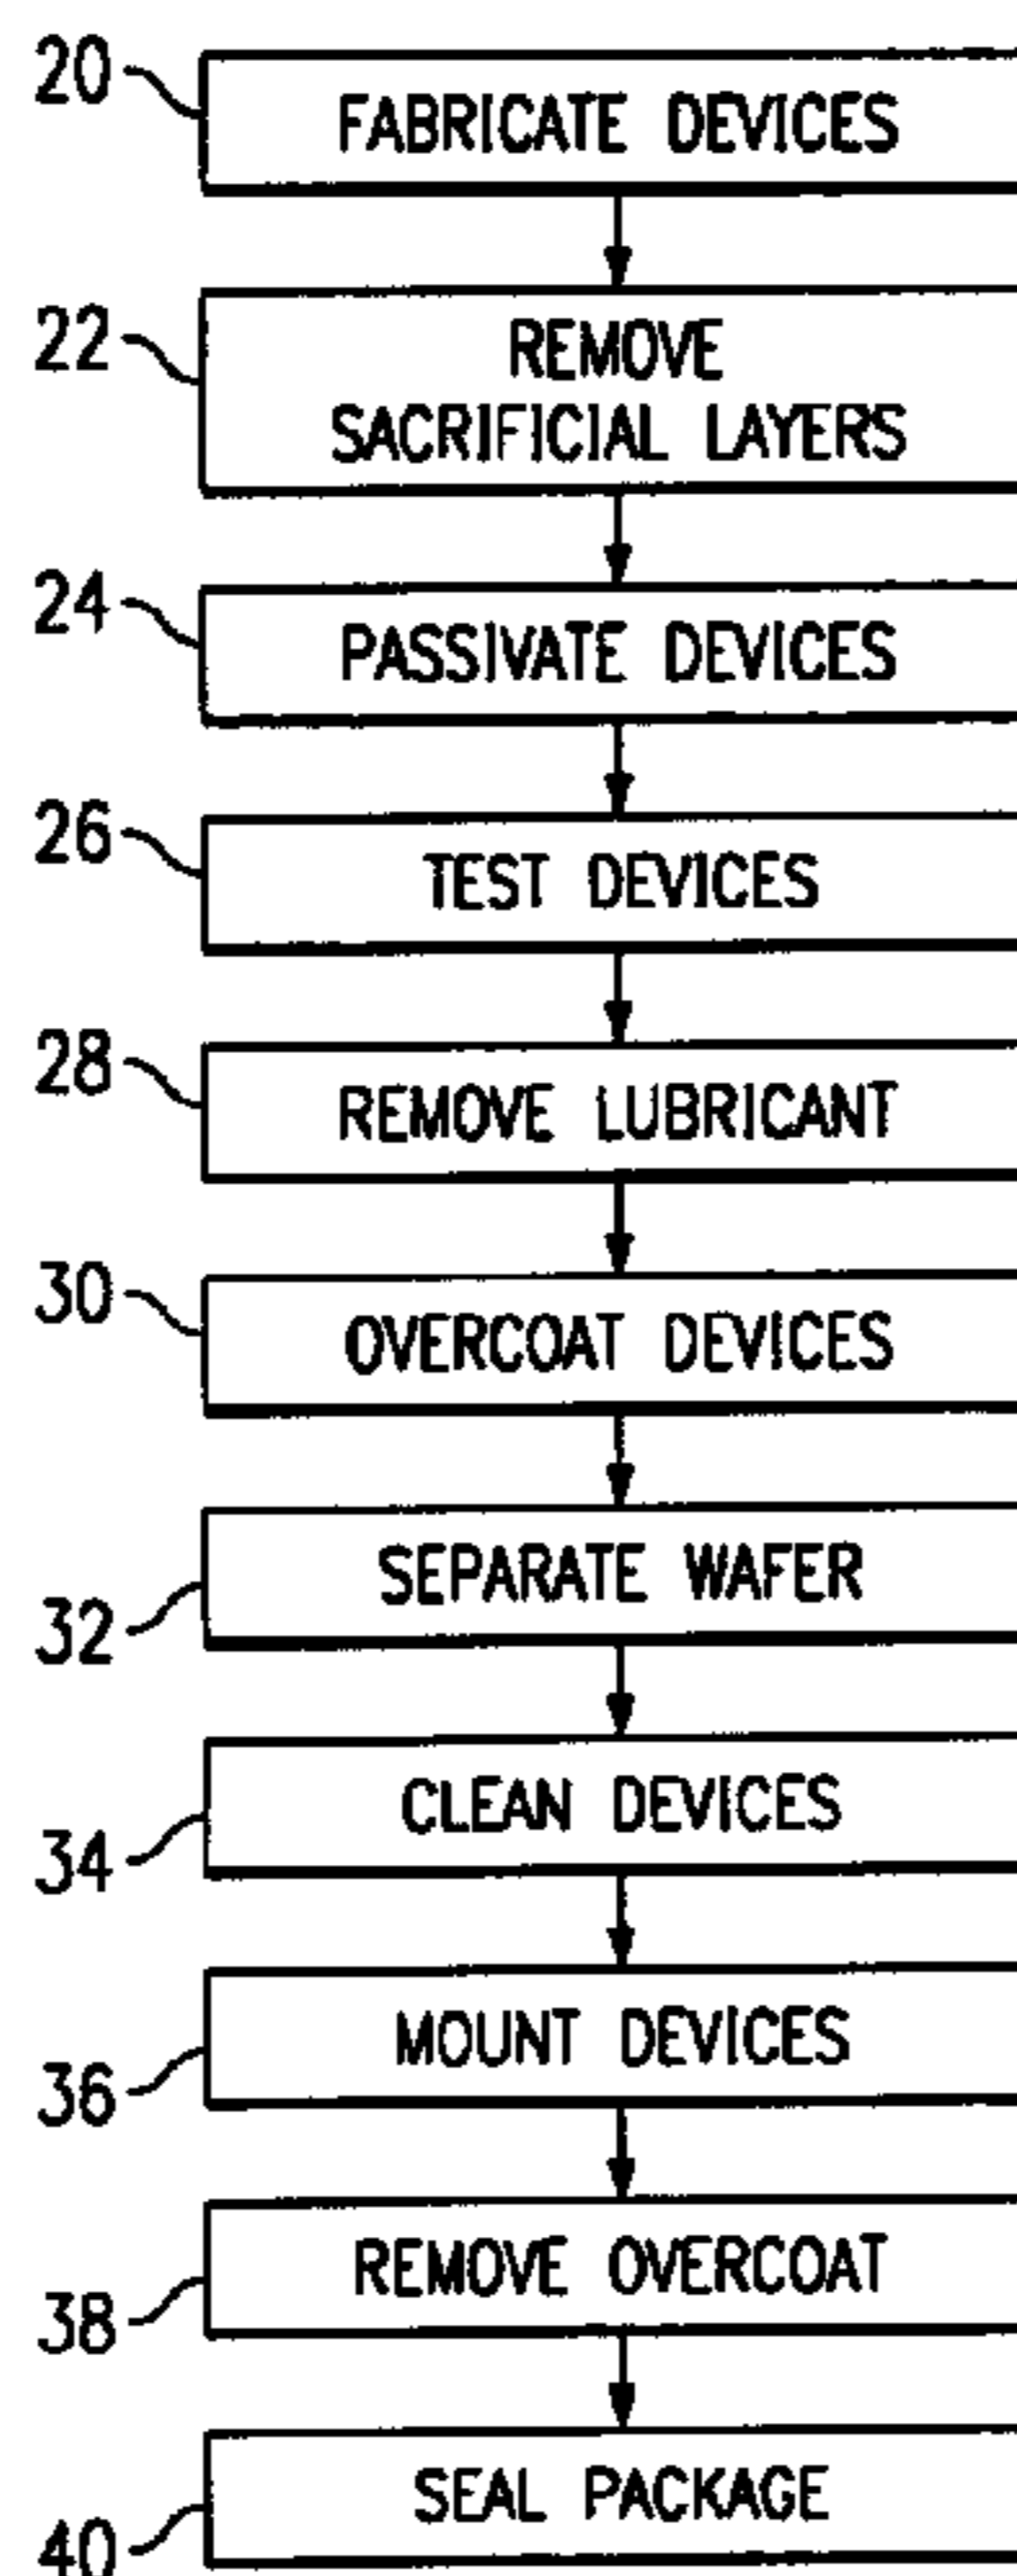 20
FABRICATE DEVICES
22
REMOVE
SACRIFICIAL LAYERS
24
PASSIVATE DEVICES
26
TEST DEVICES
28
REMOVE LUBRICANT
30
OVERCOAT DEVICES
32
SEPARATE WAFER
34
CLEAN DEVICES
36
MOUNT DEVICES
38
REMOVE OVERCOAT
40
SEAL PACKAGE